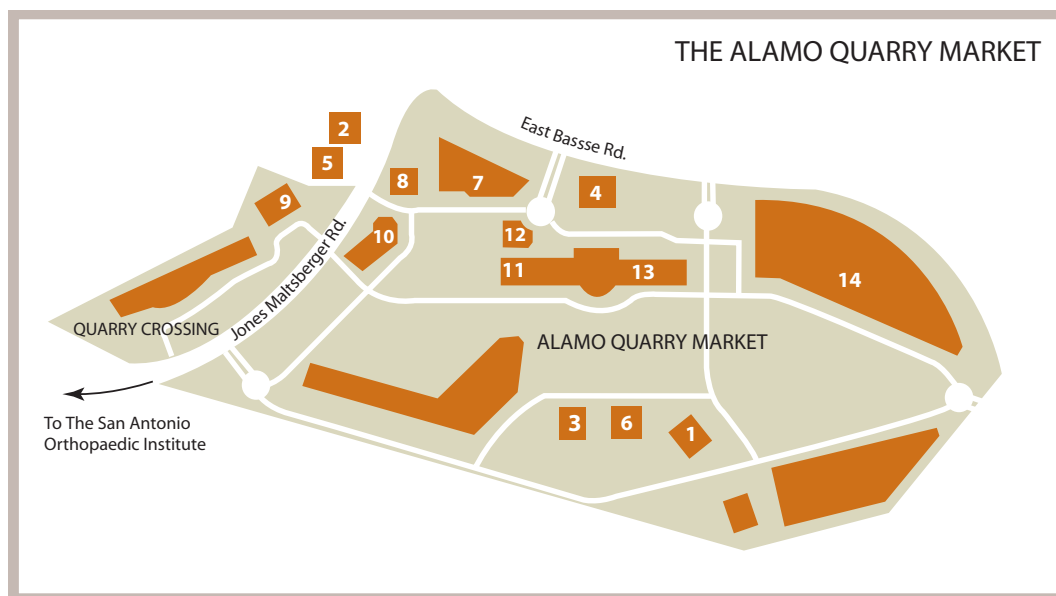 THE ALAMO QUARRY MARKET
East Bassse Rd.
2
5
8
7
4
9
10
12
11
13
14
Jones Maltsberger Rd.
QUARRY CROSSING
ALAMO QUARRY MARKET
3
6
1
To The San Antonio
Orthopaedic Institute